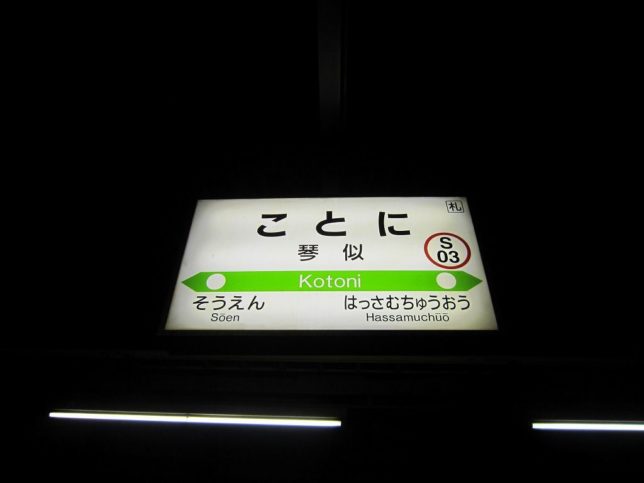 札
ことに
琴似
S
03
Kotoni
そうえん
Sōen
はっさむちゅうおう
Hassamuchūō